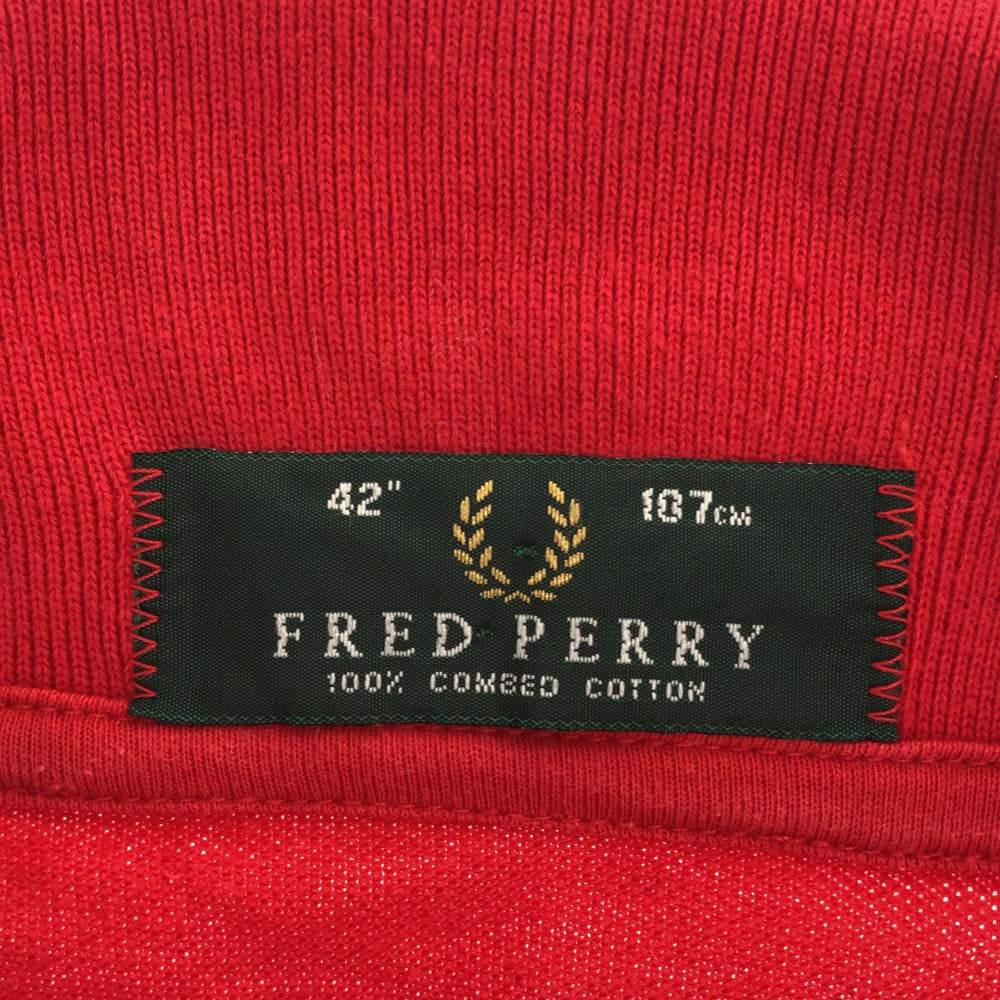 42" 107cm
FRED PERRY
100% COMBED COTTON